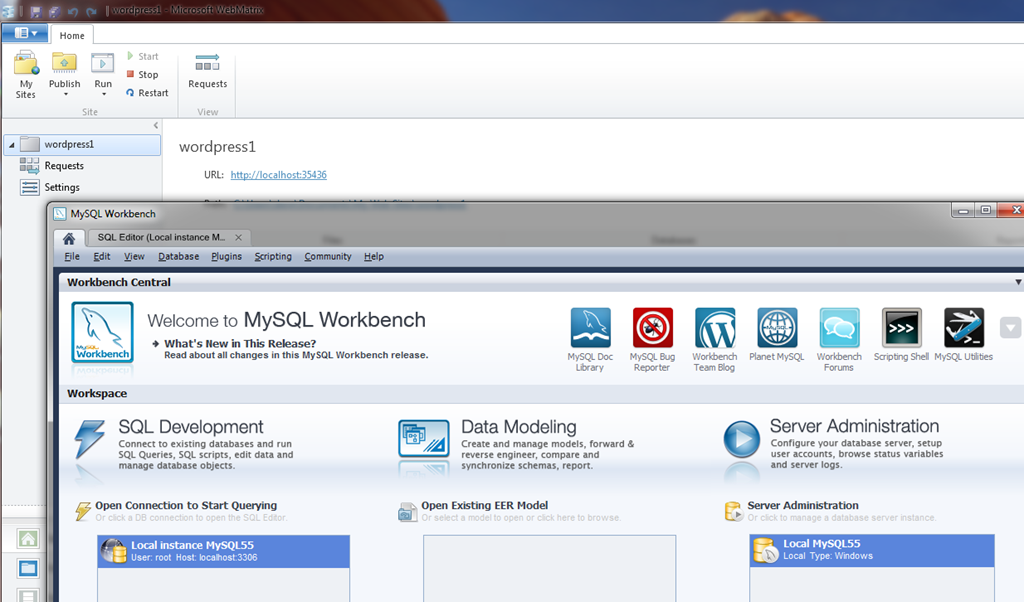 wordpress1 - Microsoft WebMatrix
Home
My Sites
Publish
Run
Start
Stop
Restart
Requests
Site
View
wordpress1
Requests
Settings
wordpress1
URL: http://localhost:35436
MySQL Workbench
SQL Editor (Local instance M...
File Edit View Database Plugins Scripting Community Help
Workbench Central
MySQL
Workbench
Welcome to MySQL Workbench
What's New in This Release?
Read about all changes in this MySQL Workbench release.
MySQL Doc
Library
MySQL Bug
Reporter
Workbench
Team Blog
Planet MySQL
Workbench
Forums
>>>
Scripting Shell
MySQL Utilities
Workspace
SQL Development
Connect to existing databases and run
SQL Queries, SQL scripts, edit data and
manage database objects.
Data Modeling
Create and manage models, forward &
reverse engineer, compare and
synchronize schemas, report.
Server Administration
Configure your database server, setup
user accounts, browse status variables
and server logs.
Open Connection to Start Querying
Or click a DB connection to open the SQL Editor.
Open Existing EER Model
Or select a model to open or click here to browse.
Server Administration
Or click to manage a database server instance.
Local instance MySQL55
User: root Host: localhost:3306
Local MySQL55
Local Type: Windows